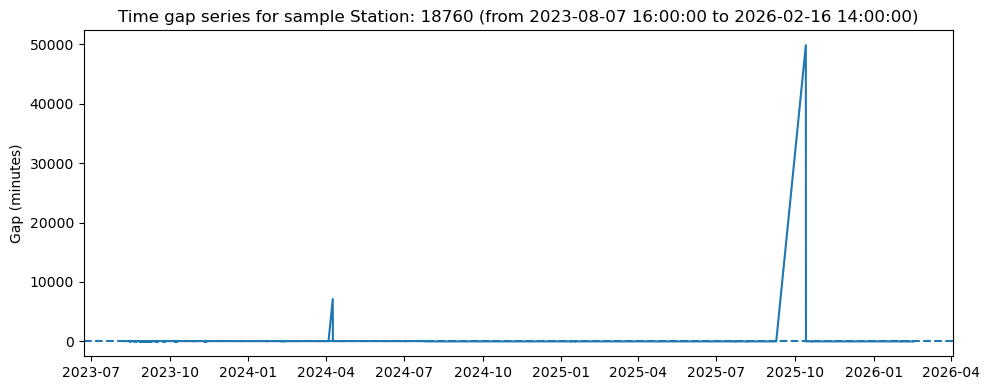 Time gap series for sample Station: 18760 (from 2023-08-07 16:00:00 to 2026-02-16 14:00:00)
Gap (minutes)
50000
40000
30000
20000
10000
0
2023-07 2023-10 2024-01 2024-04 2024-07 2024-10 2025-01 2025-04 2025-07 2025-10 2026-01 2026-04